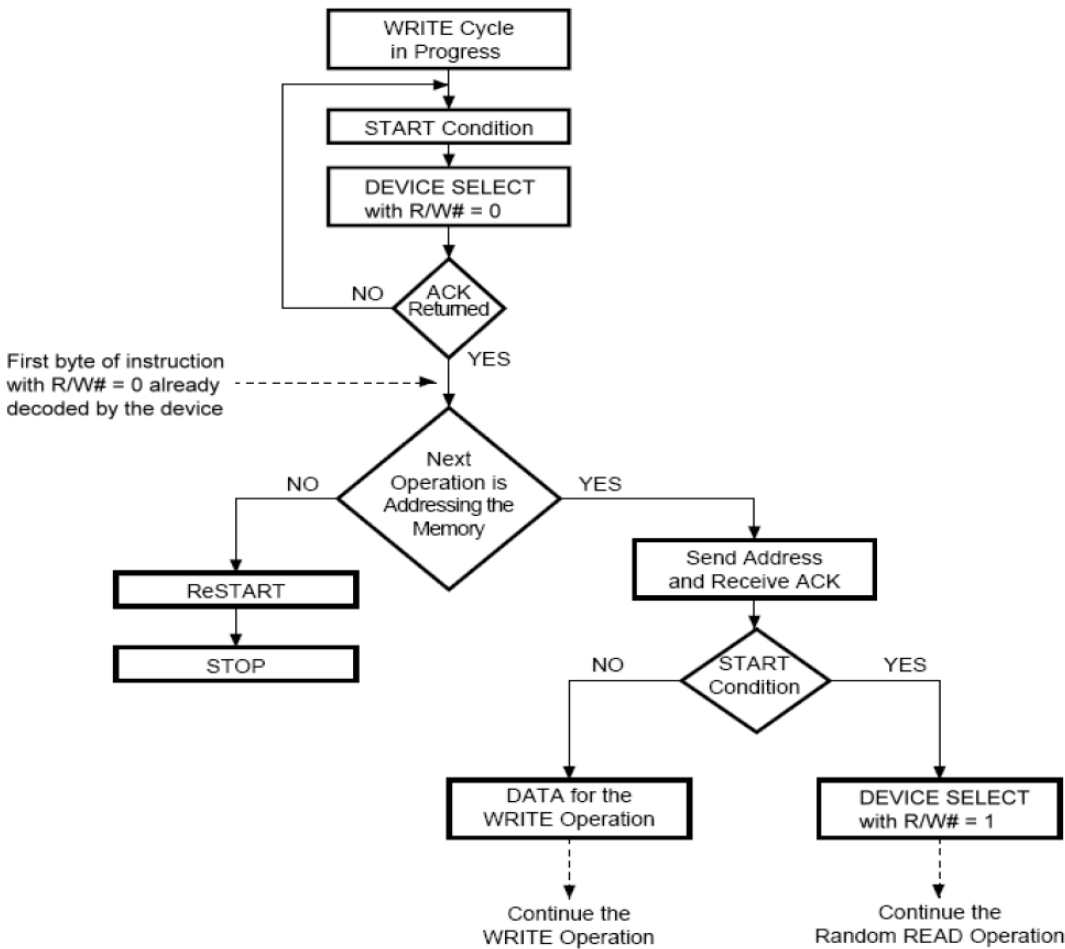 WRITE Cycle
in Progress
START Condition
DEVICE SELECT
with R/W# = 0
NO
ACK
Returned
YES
First byte of instruction
with R/W# = 0 already
decoded by the device
NO
Next
Operation is
Addressing the
Memory
YES
ReSTART
STOP
Send Address
and Receive ACK
NO
START
Condition
YES
DATA for the
WRITE Operation
DEVICE SELECT
with R/W# = 1
Continue the
WRITE Operation
Continue the
Random READ Operation